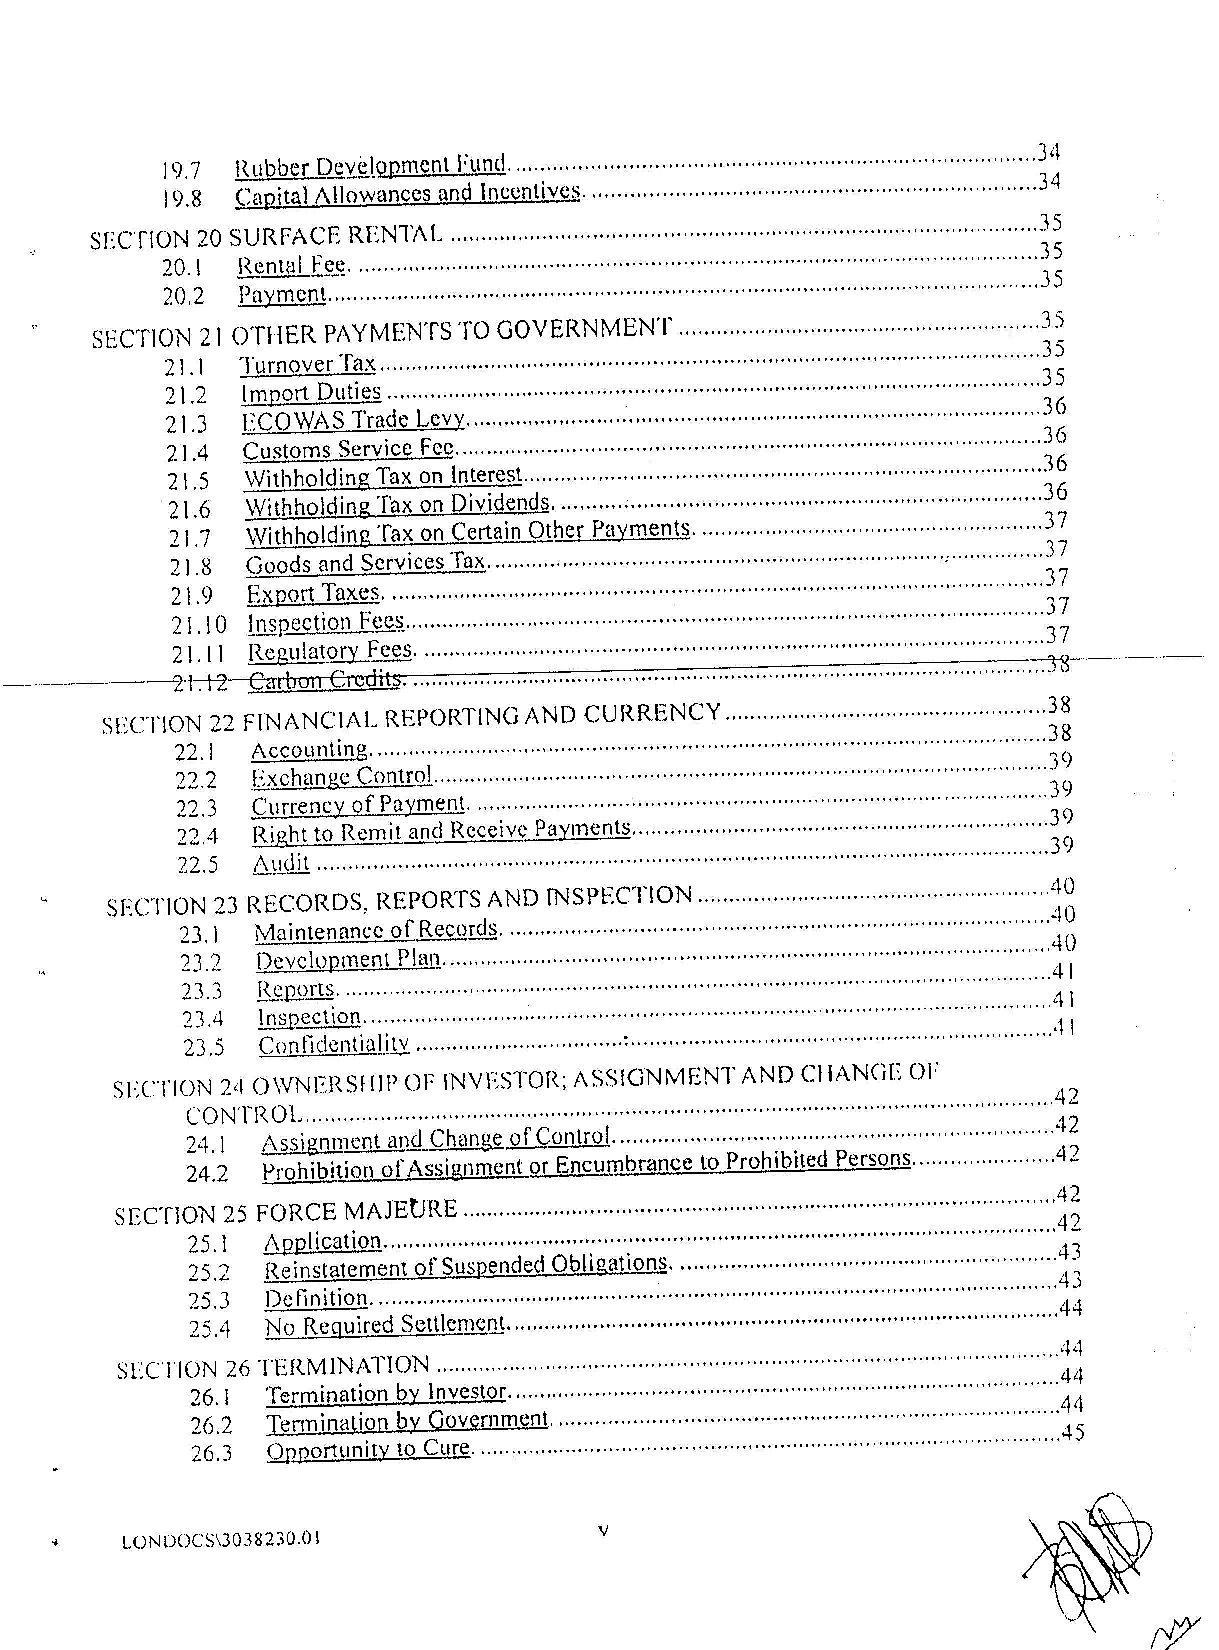 19.7 Rubber Development Fund. ........ 34
19.8 Capital Allowances and Incentives. ........ 34
SECTION 20 SURFACE RENTAL ........ 35
20.1 Rental Fee. ........ 35
20.2 Payment. ........ 35
SECTION 21 OTHER PAYMENTS TO GOVERNMENT ........ 35
21.1 Turnover Tax ........ 35
21.2 Import Duties ........ 35
21.3 ECOWAS Trade Levy. ........ 36
21.4 Customs Service Fee. ........ 36
21.5 Withholding Tax on Interest. ........ 36
21.6 Withholding Tax on Dividends. ........ 36
21.7 Withholding Tax on Certain Other Payments. ........ 37
21.8 Goods and Services Tax. ........ 37
21.9 Export Taxes. ........ 37
21.10 Inspection Fees. ........ 37
21.11 Regulatory Fees. ........ 37
21.12 Carbon Credits. ........ 38
SECTION 22 FINANCIAL REPORTING AND CURRENCY ........ 38
22.1 Accounting. ........ 38
22.2 Exchange Control. ........ 39
22.3 Currency of Payment. ........ 39
22.4 Right to Remit and Receive Payments. ........ 39
22.5 Audit ........ 39
SECTION 23 RECORDS, REPORTS AND INSPECTION ........ 40
23.1 Maintenance of Records. ........ 40
23.2 Development Plan. ........ 40
23.3 Reports. ........ 41
23.4 Inspection. ........ 41
23.5 Confidentiality ........ 41
SECTION 24 OWNERSHIP OF INVESTOR; ASSIGNMENT AND CHANGE OF
CONTROL ........ 42
24.1 Assignment and Change of Control. ........ 42
24.2 Prohibition of Assignment or Encumbrance to Prohibited Persons. ........ 42
SECTION 25 FORCE MAJEURE ........ 42
25.1 Application. ........ 42
25.2 Reinstatement of Suspended Obligations. ........ 43
25.3 Definition. ........ 43
25.4 No Required Settlement. ........ 44
SECTION 26 TERMINATION ........ 44
26.1 Termination by Investor. ........ 44
26.2 Termination by Government. ........ 44
26.3 Opportunity to Cure. ........ 45
LONDOCS\3038230.01 v